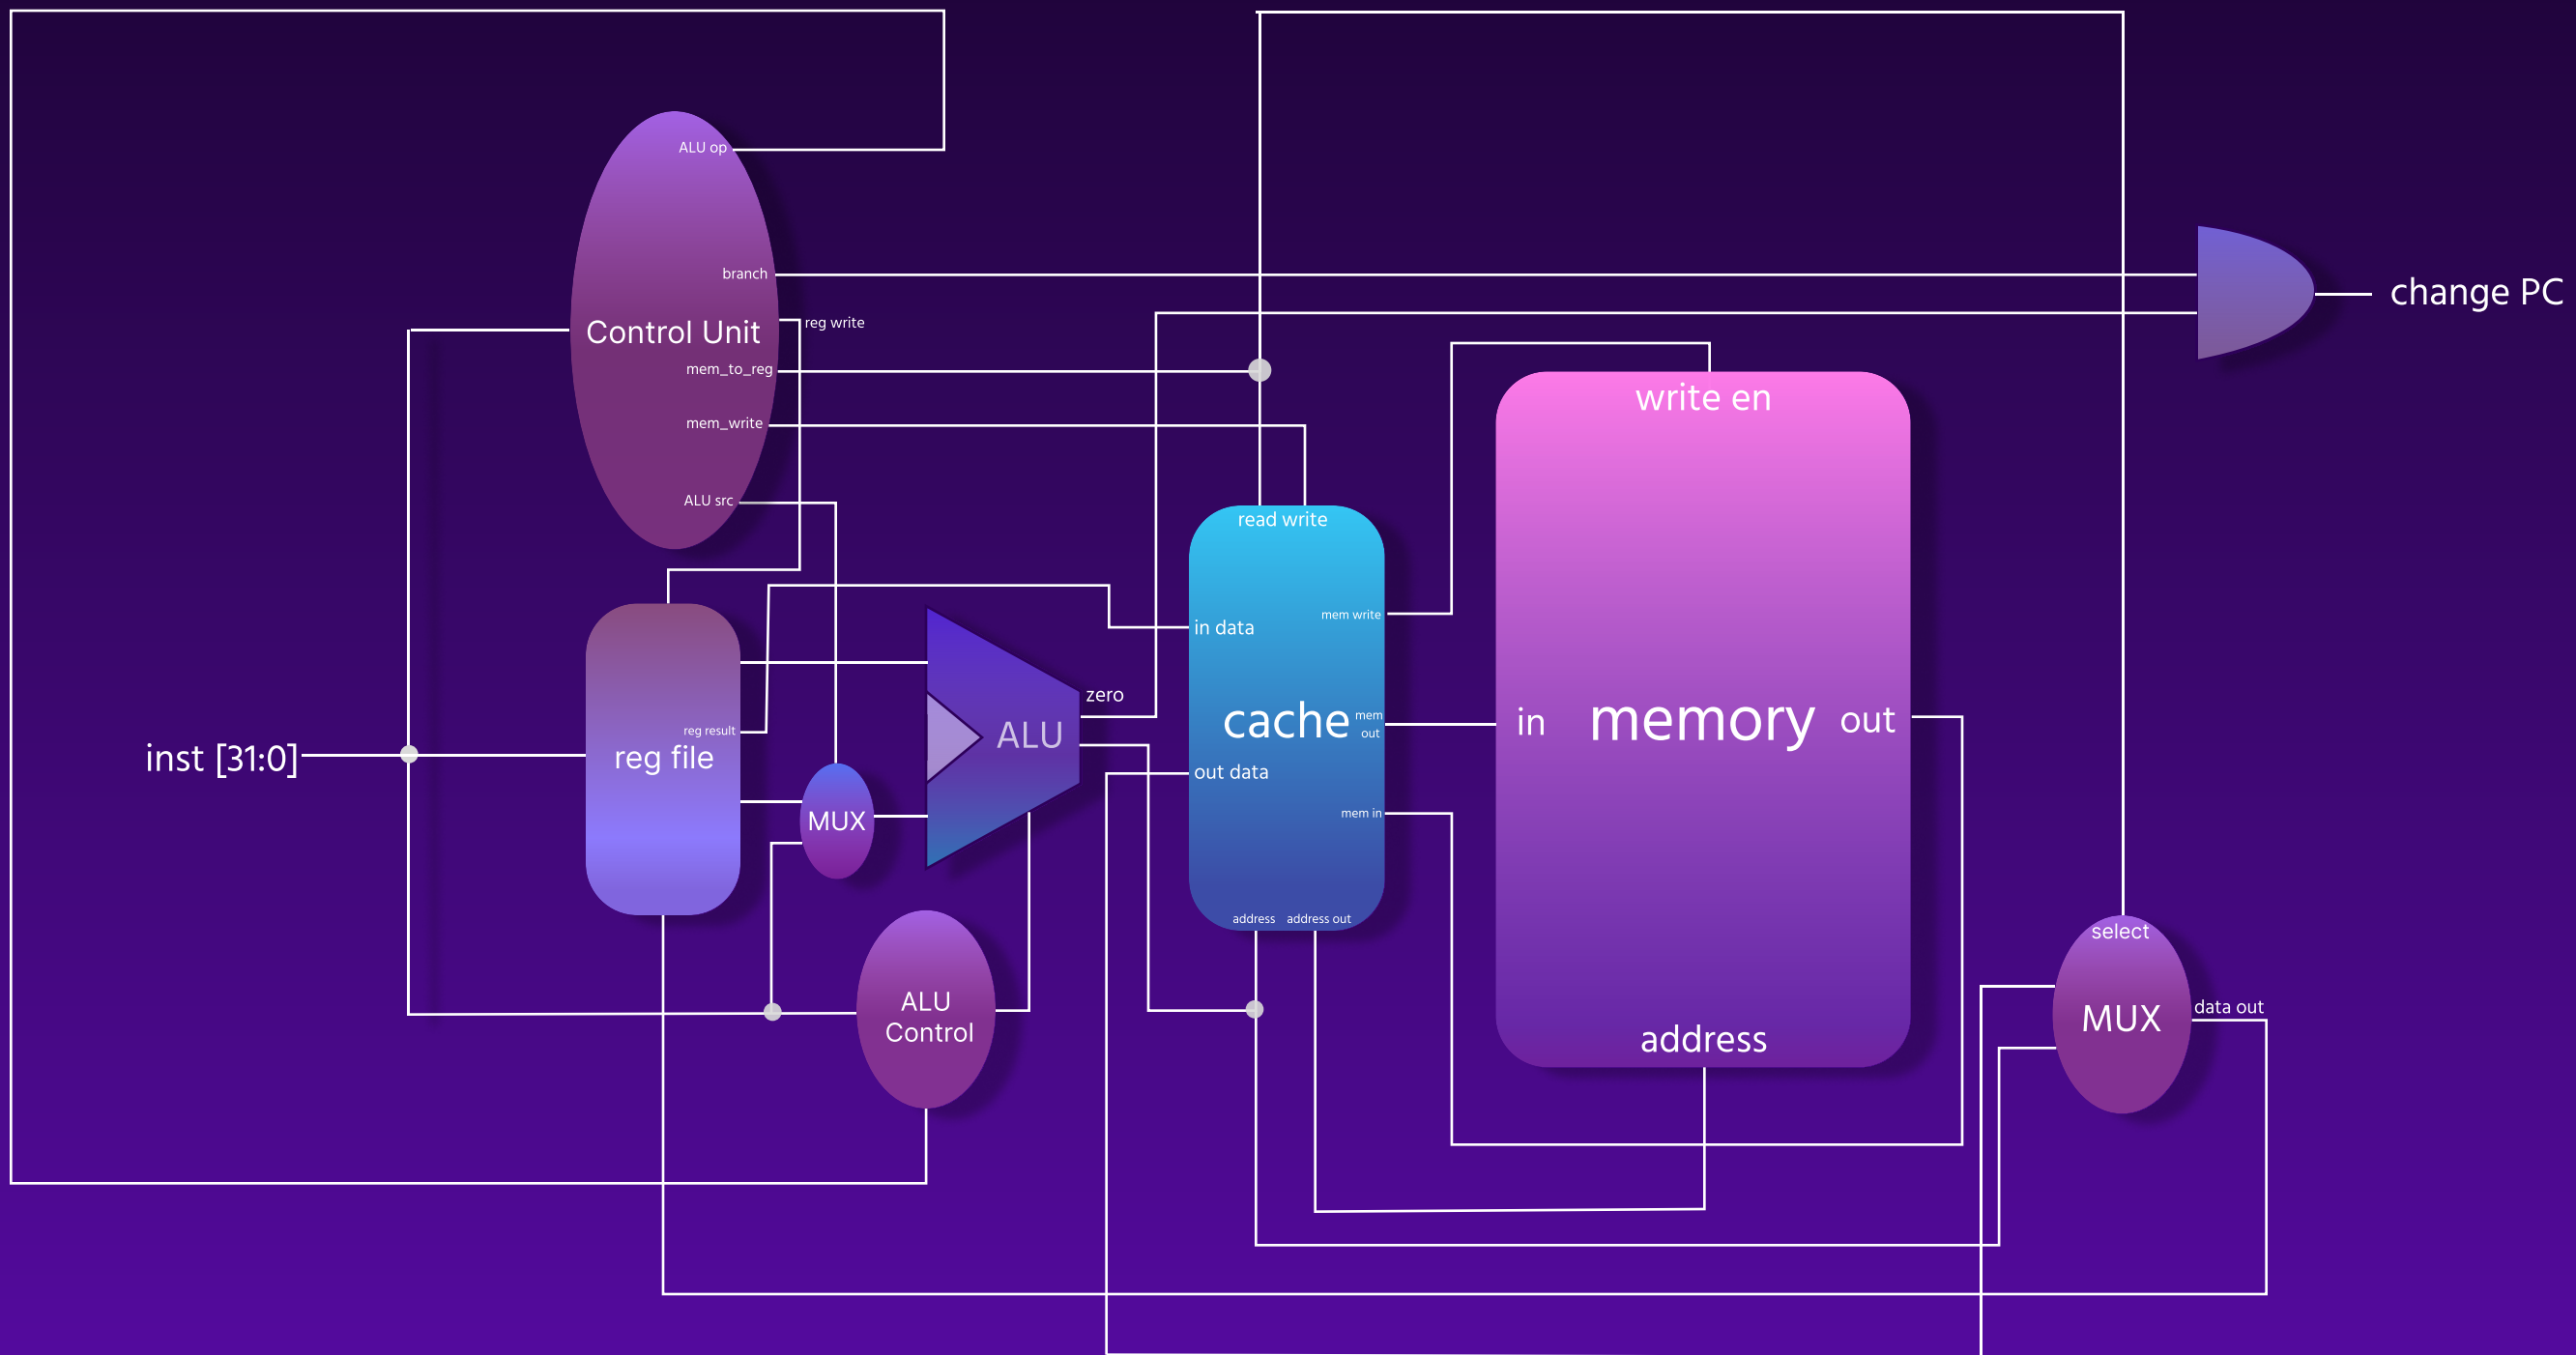 ALU op
branch
change PC
reg write
Control Unit
mem_to_reg
mem_write
write en
ALU src
read write
in data
mem write
zero
reg result
cache
mem
out
in
memory
out
ALU
inst [31:0]
reg file
out data
MUX
mem in
address
address out
select
ALU
Control
MUX
data out
address